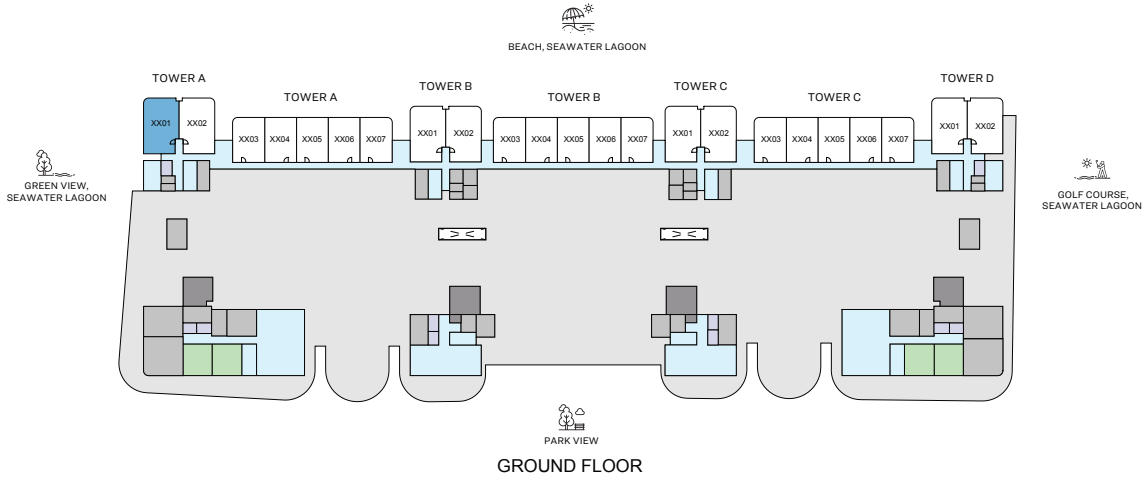 BEACH, SEAWATER LAGOON
TOWER A
TOWER A
TOWER B
TOWER B
TOWER C
TOWER C
TOWER D
XX01
XX02
XX03
XX04
XX05
XX06
XX07
XX01
XX02
XX03
XX04
XX05
XX06
XX07
XX01
XX02
XX03
XX04
XX05
XX06
XX07
XX01
XX02
GREEN VIEW,
SEAWATER LAGOON
GOLF COURSE,
SEAWATER LAGOON
PARK VIEW
GROUND FLOOR